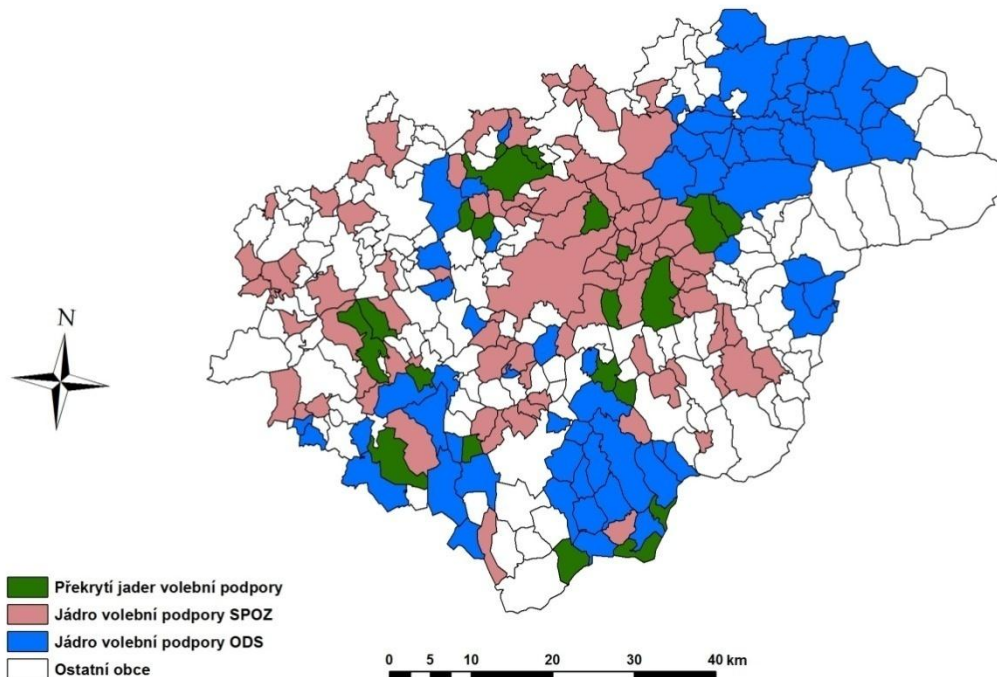 N
Překrytí jader volební podpory
Jádro volební podpory SPOZ
Jádro volební podpory ODS
Ostatní obce
0 5 10 20 30 40 km